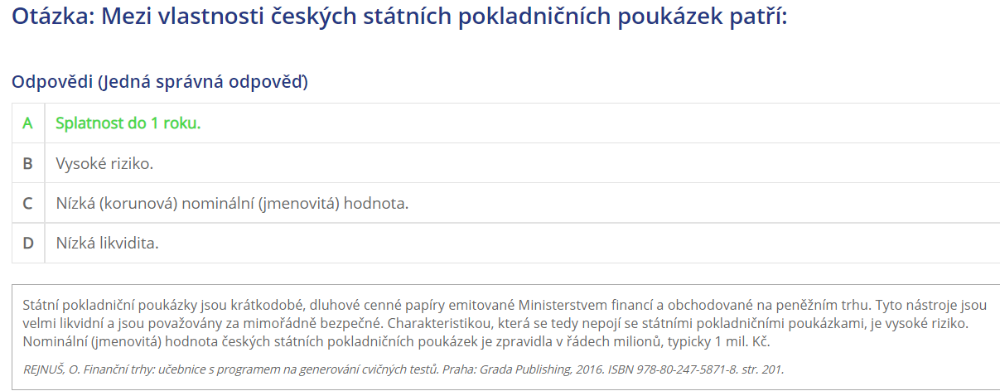 Otázka: Mezi vlastnosti českých státních pokladničních poukázek patří:
Odpovědi (Jedná správná odpověď)
A Splatnost do 1 roku.
B Vysoké riziko.
C Nízká (korunová) nominální (jmenovitá) hodnota.
D Nízká likvidita.
Státní pokladniční poukázky jsou krátkodobé, dluhové cenné papíry emitované Ministerstvem financí a obchodované na peněžním trhu. Tyto nástroje jsou
velmi likvidní a jsou považovány za mimořádně bezpečné. Charakteristikou, která se tedy nepojí se státními pokladničními poukázkami, je vysoké riziko.
Nominální (jmenovitá) hodnota českých státních pokladničních poukázek je zpravidla v řádech milionů, typicky 1 mil. Kč.
REJNUŠ, O. Finanční trhy: učebnice s programem na generování cvičných testů. Praha: Grada Publishing, 2016. ISBN 978-80-247-5871-8. str. 201.